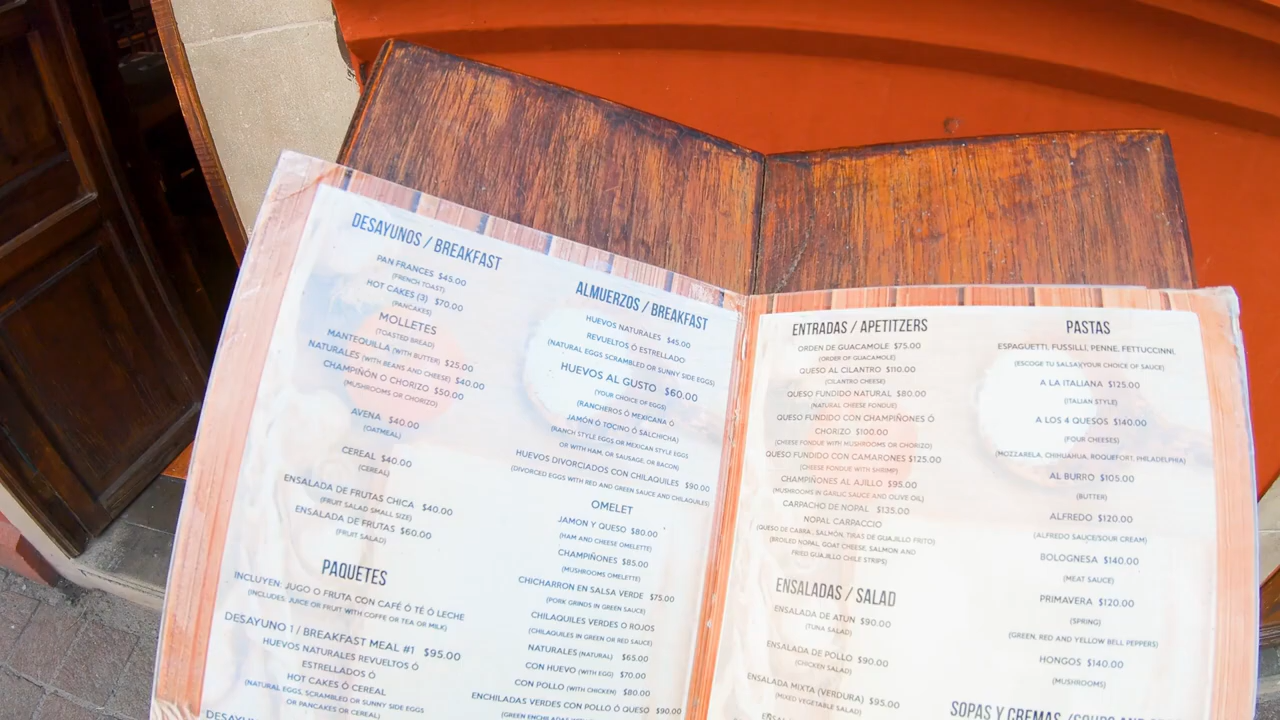 DESAYUNOS / BREAKFAST
PAN FRANCES $45.00
(FRENCH TOAST)
HOT CAKES (3) $70.00
(PANCAKES)
MOLLETES
(TOASTED BREAD)
MANTEQUILLA (WITH BUTTER) $25.00
NATURALES (WITH BEANS AND CHEESE) $40.00
CHAMPIÑÓN O CHORIZO $50.00
(MUSHROOMS OR CHORIZO)
AVENA $40.00
(OATMEAL)
CEREAL $40.00
(CEREAL)
ENSALADA DE FRUTAS CHICA $40.00
(FRUIT SALAD SMALL SIZE)
ENSALADA DE FRUTAS $60.00
(FRUIT SALAD)
PAQUETES
INCLUYEN: JUGO O FRUTA CON CAFÉ Ó TÉ Ó LECHE
(INCLUDES: JUICE OR FRUIT WITH COFFE OR TEA OR MILK)
DESAYUNO 1 / BREAKFAST MEAL #1 $95.00
HUEVOS NATURALES REVUELTOS Ó
ESTRELLADOS Ó
HOT CAKES Ó CEREAL
(NATURAL EGGS, SCRAMBLED OR SUNNY SIDE EGGS
OR PANCAKES OR CEREAL)
ALMUERZOS / BREAKFAST
HUEVOS NATURALES $45.00
REVUELTOS Ó ESTRELLADO
(NATURAL EGGS SCRAMBLED OR SUNNY SIDE EGGS)
HUEVOS AL GUSTO $60.00
(YOUR CHOICE OF EGGS)
(RANCHEROS Ó MEXICANA Ó
JAMÓN Ó TOCINO Ó SALCHICHA)
(RANCH STYLE EGGS OR MEXICAN STYLE EGGS
OR WITH HAM, OR SAUSAGE, OR BACON)
HUEVOS DIVORCIADOS CON CHILAQUILES $90.00
(DIVORCED EGGS WITH RED AND GREEN SAUCE AND CHILAQUILES)
OMELET
JAMON Y QUESO $80.00
(HAM AND CHEESE OMELETTE)
CHAMPIÑONES $85.00
(MUSHROOMS OMELETTE)
CHICHARRON EN SALSA VERDE $75.00
(PORK GRINDS IN GREEN SAUCE)
CHILAQUILES VERDES O ROJOS
(CHILAQUILES IN GREEN OR RED SAUCE)
NATURALES (NATURAL) $65.00
CON HUEVO (WITH EGG) $70.00
CON POLLO (WITH CHICKEN) $80.00
ENCHILADAS VERDES CON POLLO Ó QUESO $90.00
ENTRADAS / APETITZERS
ORDEN DE GUACAMOLE $75.00
(ORDER OF GUACAMOLE)
QUESO AL CILANTRO $110.00
(CILANTRO CHEESE)
QUESO FUNDIDO NATURAL $80.00
(NATURAL CHEESE FONDUE)
QUESO FUNDIDO CON CHAMPIÑONES Ó
CHORIZO $100.00
(CHEESE FONDUE WITH MUSHROOMS OR CHORIZO)
QUESO FUNDIDO CON CAMARONES $125.00
(CHEESE FONDUE WITH SHRIMP)
CHAMPIÑONES AL AJILLO $95.00
(MUSHROOMS IN GARLIC SAUCE AND OLIVE OIL)
CARPACHO DE NOPAL $135.00
NOPAL CARPACCIO
(QUESO DE CABRA, SALMÓN, TIRAS DE GUAJILLO FRITO)
(BROILED NOPAL, GOAT CHEESE, SALMON AND
FRIED GUAJILLO CHILE STRIPS)
ENSALADAS / SALAD
ENSALADA DE ATUN $90.00
(TUNA SALAD)
ENSALADA DE POLLO $90.00
(CHICKEN SALAD)
ENSALADA MIXTA (VERDURA) $95.00
(MIXED VEGETABLE SALAD)
PASTAS
ESPAGUETTI, FUSSILLI, PENNE, FETTUCCINNI,
(ESCOGE TU SALSA)(YOUR CHOICE OF SAUCE)
A LA ITALIANA $125.00
(ITALIAN STYLE)
A LOS 4 QUESOS $140.00
(FOUR CHEESES)
(MOZZARELA, CHIHUAHUA, ROQUEFORT, PHILADELPHIA)
AL BURRO $105.00
(BUTTER)
ALFREDO $120.00
(ALFREDO SAUCE/SOUR CREAM)
BOLOGNESA $140.00
(MEAT SAUCE)
PRIMAVERA $120.00
(SPRING)
(GREEN, RED AND YELLOW BELL PEPPERS)
HONGOS $140.00
(MUSHROOMS)
SOPAS Y CREMAS